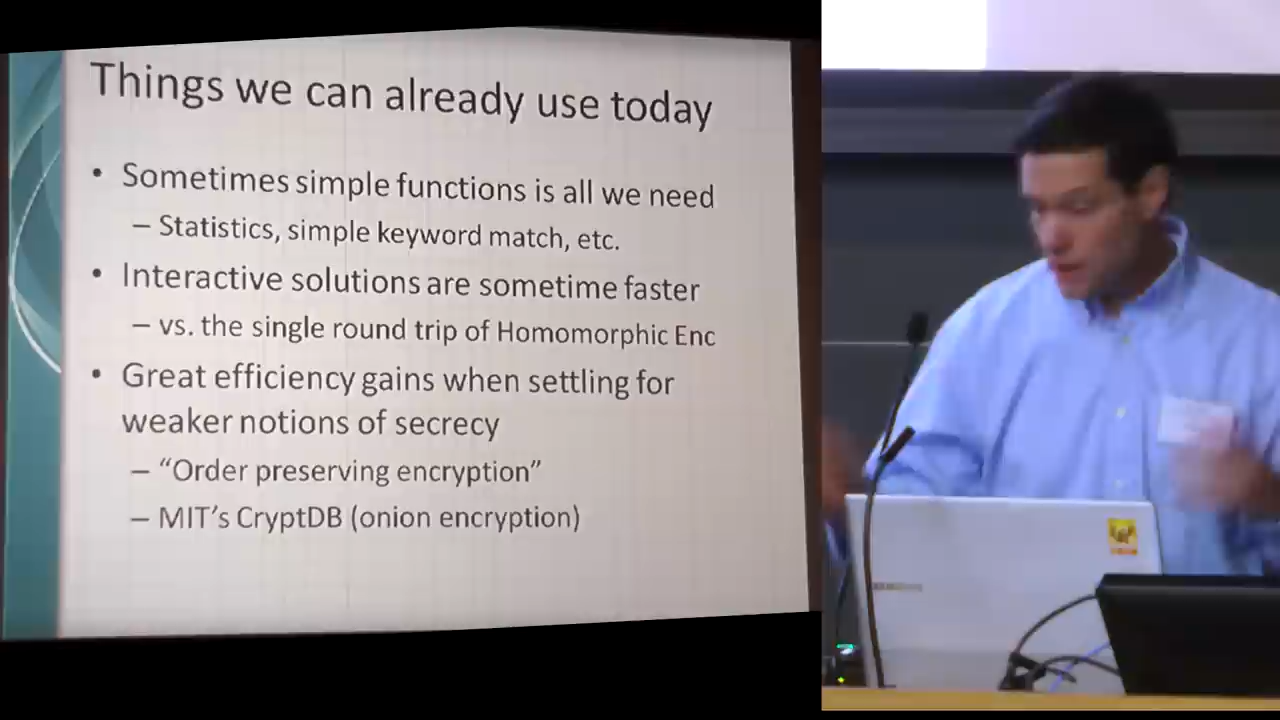 Things we can already use today
• Sometimes simple functions is all we need
– Statistics, simple keyword match, etc.
• Interactive solutions are sometime faster
– vs. the single round trip of Homomorphic Enc
• Great efficiency gains when settling for
weaker notions of secrecy
– “Order preserving encryption”
– MIT’s CryptDB (onion encryption)